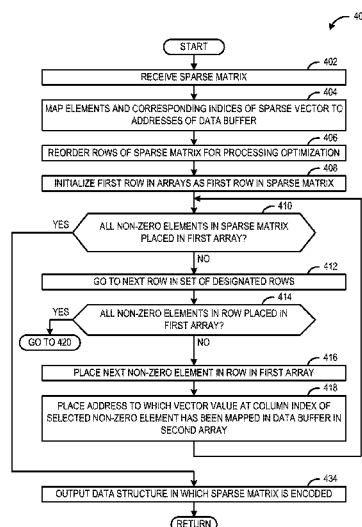 40
START
402
RECEIVE SPARSE MATRIX
404
MAP ELEMENTS AND CORRESPONDING INDICES OF SPARSE VECTOR TO
ADDRESSES OF DATA BUFFER
406
REORDER ROWS OF SPARSE MATRIX FOR PROCESSING OPTIMIZATION
408
INITIALIZE FIRST ROW IN ARRAYS AS FIRST ROW IN SPARSE MATRIX
410
YES
ALL NON-ZERO ELEMENTS IN SPARSE MATRIX
PLACED IN FIRST ARRAY?
NO
412
GO TO NEXT ROW IN SET OF DESIGNATED ROWS
414
YES
ALL NON-ZERO ELEMENTS IN ROW PLACED IN
FIRST ARRAY?
GO TO 420
NO
416
PLACE NEXT NON-ZERO ELEMENT IN ROW IN FIRST ARRAY
418
PLACE ADDRESS TO WHICH VECTOR VALUE AT COLUMN INDEX OF
SELECTED NON-ZERO ELEMENT HAS BEEN MAPPED IN DATA BUFFER IN
SECOND ARRAY
434
OUTPUT DATA STRUCTURE IN WHICH SPARSE MATRIX IS ENCODED
RETURN